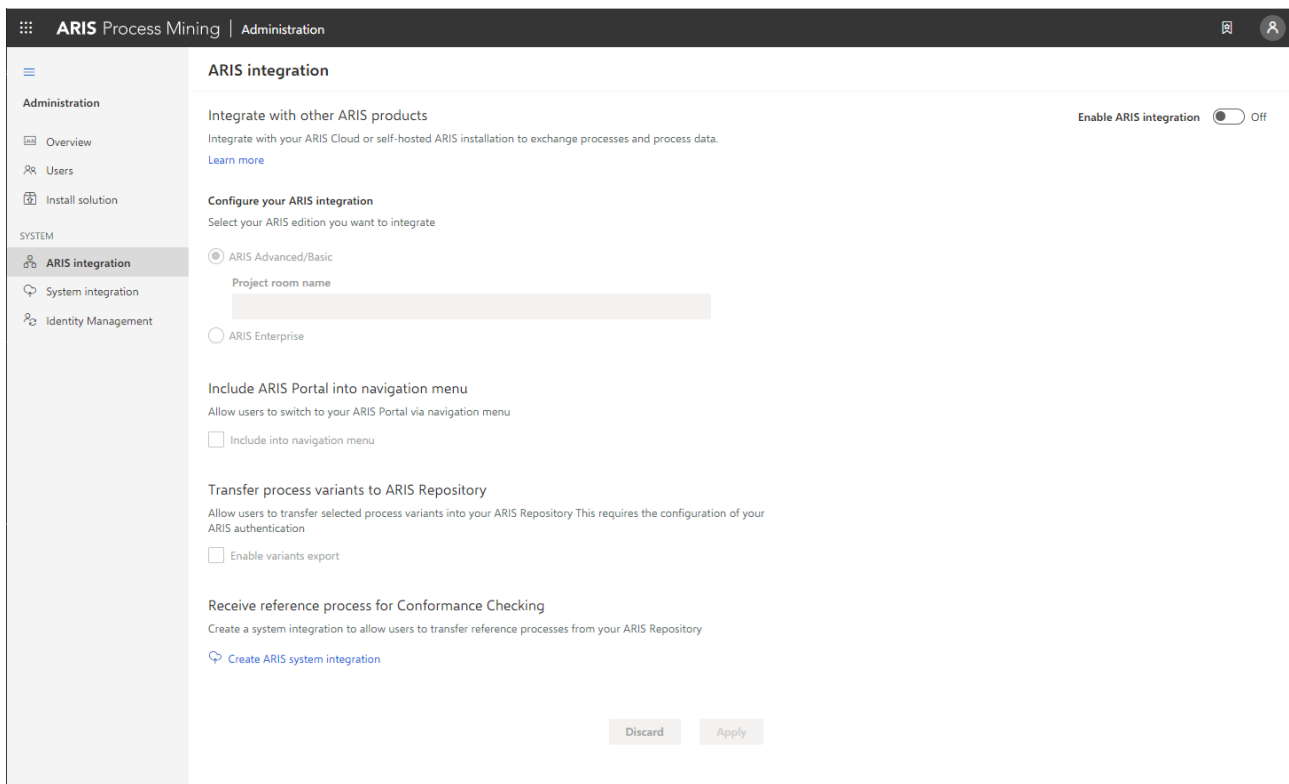 ARIS Process Mining | Administration
ARIS integration
Administration
Overview
Users
Install solution
SYSTEM
ARIS integration
System integration
Identity Management
Integrate with other ARIS products
Enable ARIS integration Off
Integrate with your ARIS Cloud or self-hosted ARIS installation to exchange processes and process data.
Learn more
Configure your ARIS integration
Select your ARIS edition you want to integrate
ARIS Advanced/Basic
Project room name
ARIS Enterprise
Include ARIS Portal into navigation menu
Allow users to switch to your ARIS Portal via navigation menu
Include into navigation menu
Transfer process variants to ARIS Repository
Allow users to transfer selected process variants into your ARIS Repository This requires the configuration of your
ARIS authentication
Enable variants export
Receive reference process for Conformance Checking
Create a system integration to allow users to transfer reference processes from your ARIS Repository
Create ARIS system integration
Discard Apply